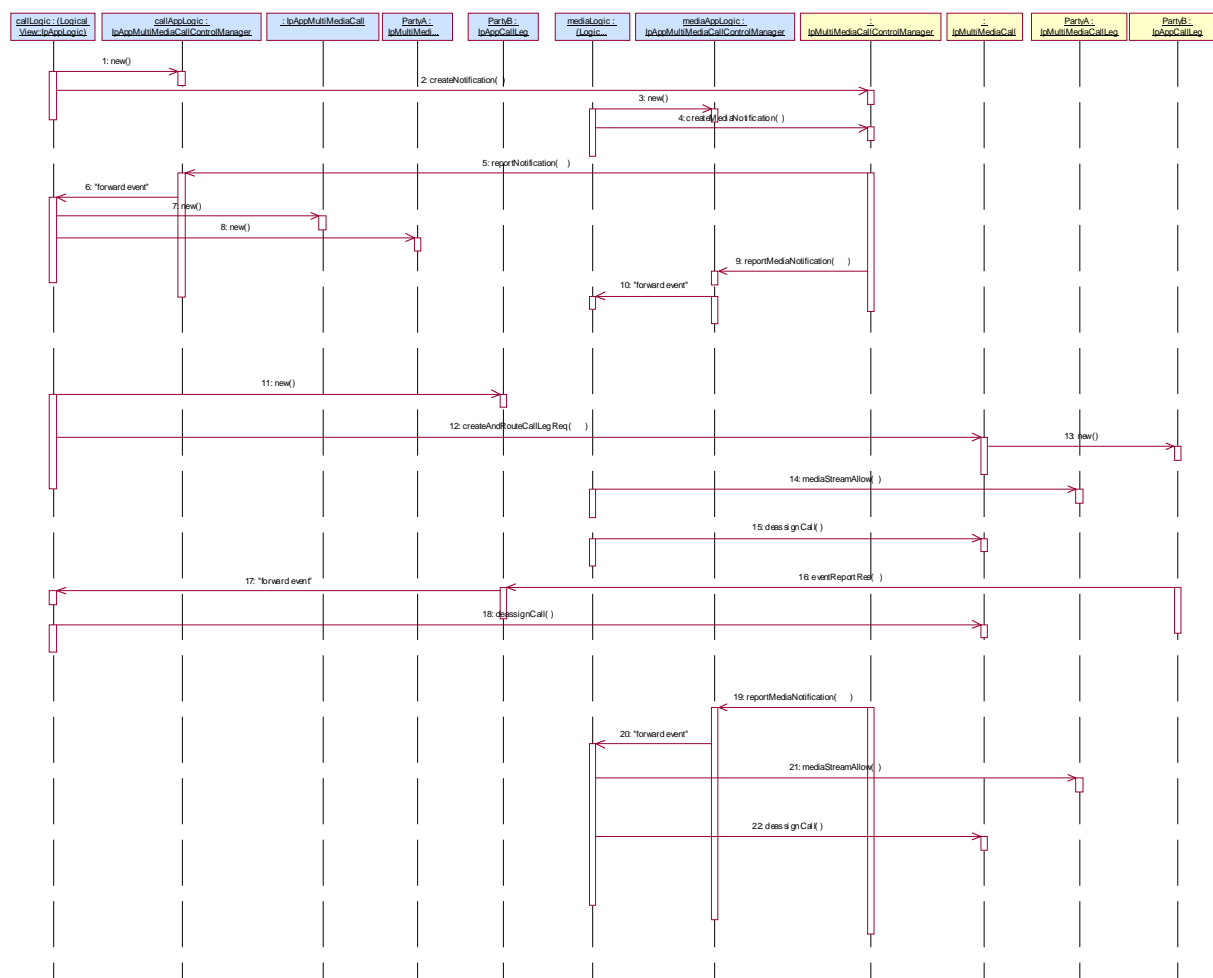 callLogic : (Logical
View::IpAppLogic)
callAppLogic :
IpAppMultiMediaCallControlManager
: IpAppMultiMediaCall
PartyA :
IpMultiMedi...
PartyB :
IpAppCallLeg
mediaLogic :
(Logic...
mediaAppLogic :
IpAppMultiMediaCallControlManager
:
IpMultiMediaCallControlManager
:
IpMultiMediaCall
PartyA :
IpMultiMediaCallLeg
PartyB :
IpAppCallLeg
1: new()
2: createNotification( )
3: new()
4: createMediaNotification( )
5: reportNotification( )
6: "forward event"
7: new()
8: new()
9: reportMediaNotification( )
10: "forward event"
11: new()
12: createAndRouteCallLegReq( )
13: new()
14: mediaStreamAllow( )
15: deassignCall( )
16: eventReportRes( )
17: "forward event"
18: deassignCall( )
19: reportMediaNotification( )
20: "forward event"
21: mediaStreamAllow( )
22: deassignCall( )